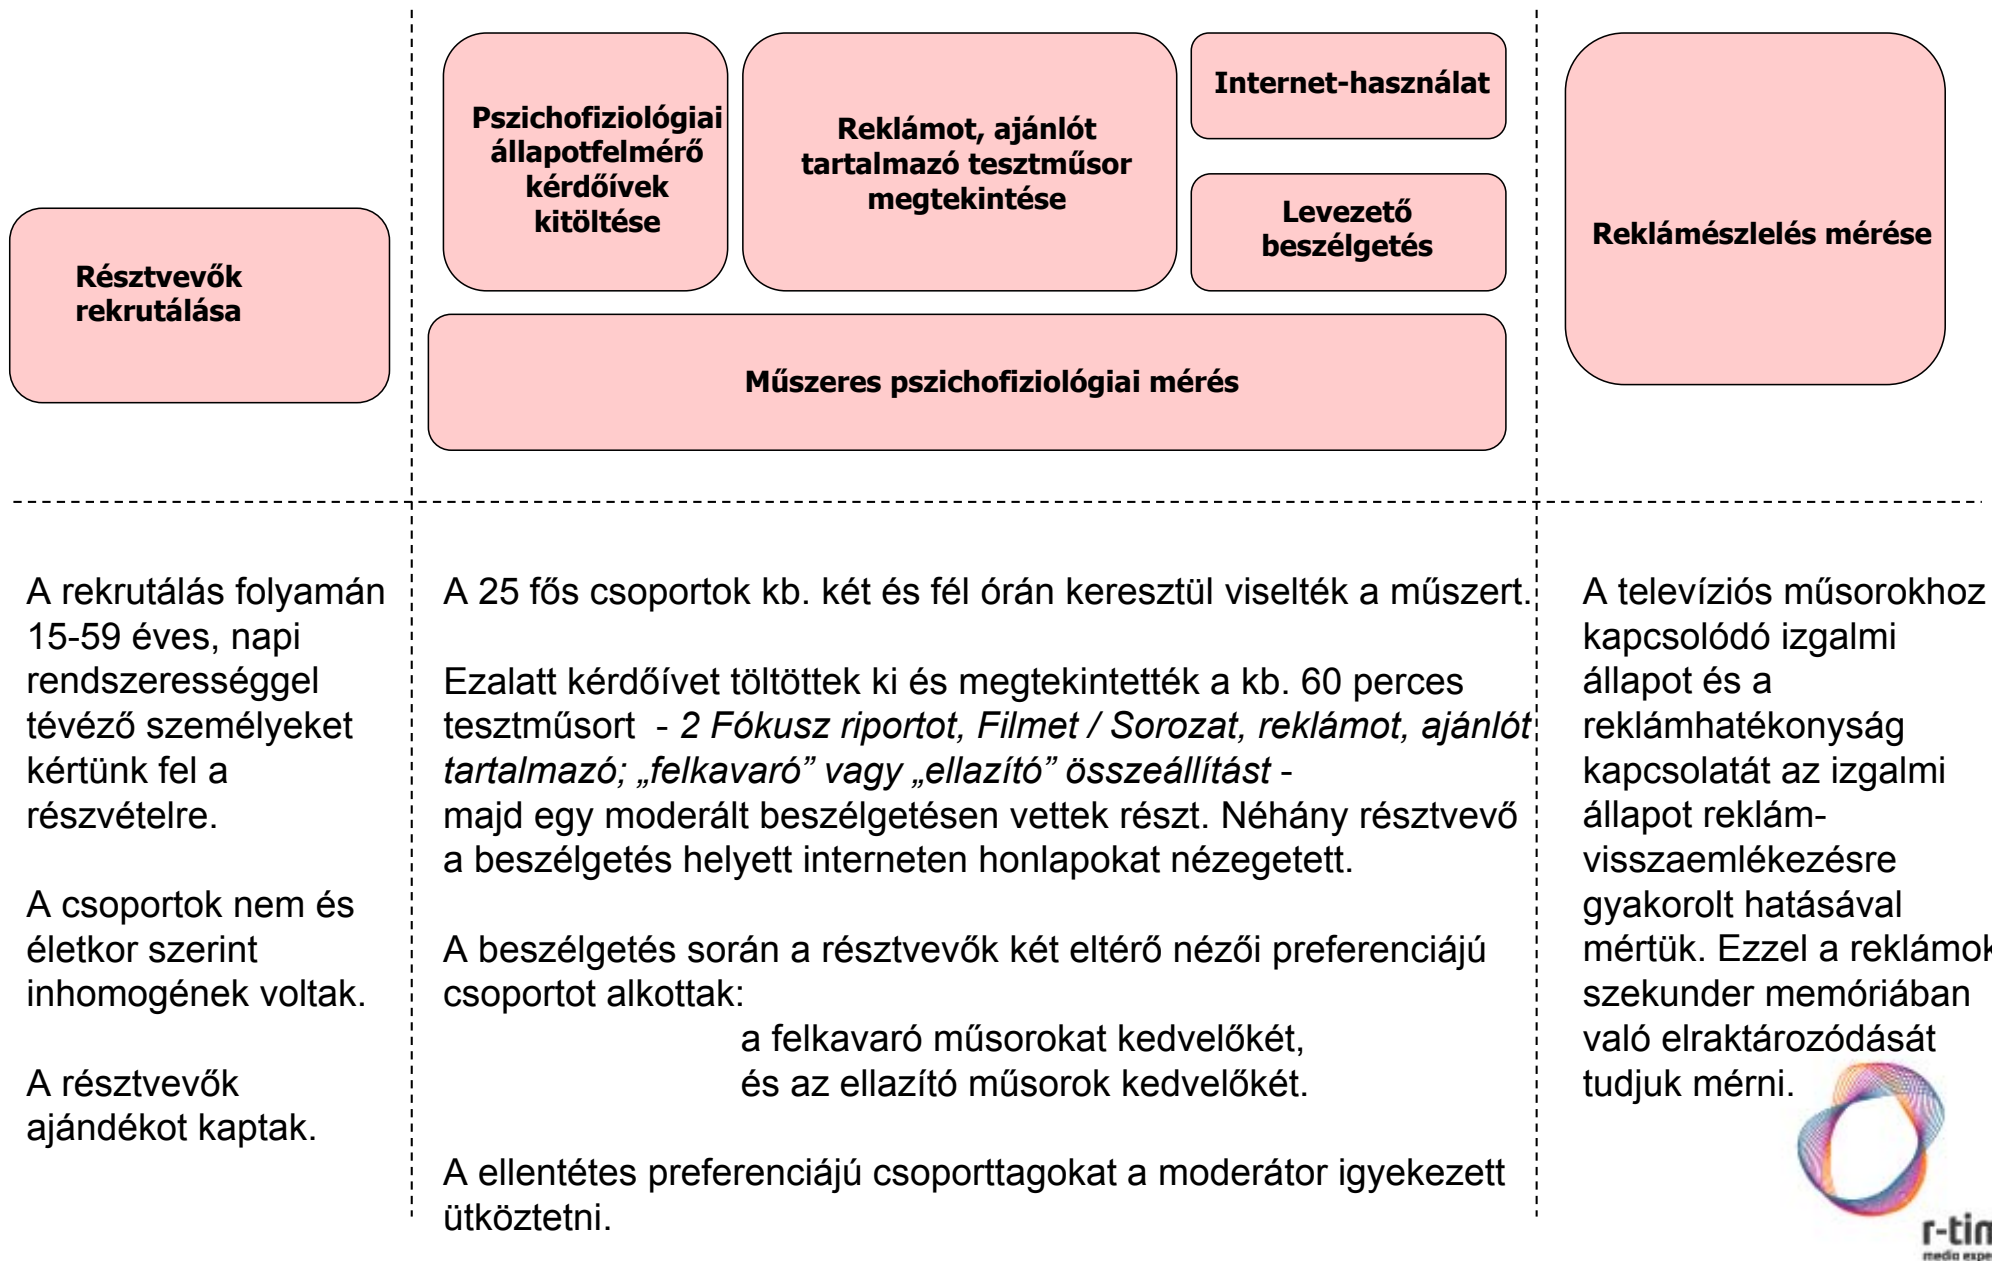 Résztvevők
rekrutálása
Pszichofiziológiai
állapotfelmérő
kérdőívek
kitöltése
Reklámot, ajánlót
tartalmazó tesztműsor
megtekintése
Internet-használat
Levezető
beszélgetés
Műszeres pszichofiziológiai mérés
Reklámészlelés mérése
A rekrutálás folyamán
15-59 éves, napi
rendszerességgel
tévéző személyeket
kértünk fel a
részvételre.
A csoportok nem és
életkor szerint
inhomogének voltak.
A résztvevők
ajándékot kaptak.
A 25 fős csoportok kb. két és fél órán keresztül viselték a műszert.
Ezalatt kérdőívet töltöttek ki és megtekintették a kb. 60 perces
tesztműsort - 2 Fókusz riportot, Filmet / Sorozat, reklámot, ajánlót
tartalmazó; „felkavaró” vagy „ellazító” összeállítást -
majd egy moderált beszélgetésen vettek részt. Néhány résztvevő
a beszélgetés helyett interneten honlapokat nézegetett.
A beszélgetés során a résztvevők két eltérő nézői preferenciájú
csoportot alkottak:
a felkavaró műsorokat kedvelőkét,
és az ellazító műsorok kedvelőkét.
A ellentétes preferenciájú csoporttagokat a moderátor igyekezett
ütköztetni.
A televíziós műsorokhoz
kapcsolódó izgalmi
állapot és a
reklámhatékonyság
kapcsolatát az izgalmi
állapot reklám-
visszaemlékezésre
gyakorolt hatásával
mértük. Ezzel a reklámok
szekunder memóriában
való elraktározódását
tudjuk mérni.
r-tim
media expe